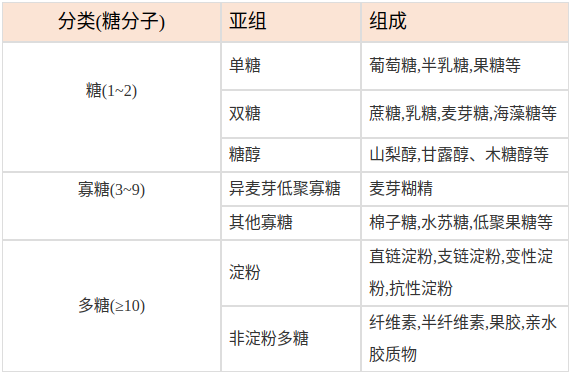 分类(糖分子) 亚组 组成
糖(1~2)
单糖 葡萄糖,半乳糖,果糖等
双糖 蔗糖,乳糖,麦芽糖,海藻糖等
糖醇 山梨醇,甘露醇、木糖醇等
寡糖(3~9) 异麦芽低聚寡糖 麦芽糊精
其他寡糖 棉子糖,水苏糖,低聚果糖等
多糖(≥10)
淀粉 直链淀粉,支链淀粉,变性淀
粉,抗性淀粉
非淀粉多糖 纤维素,半纤维素,果胶,亲水
胶质物